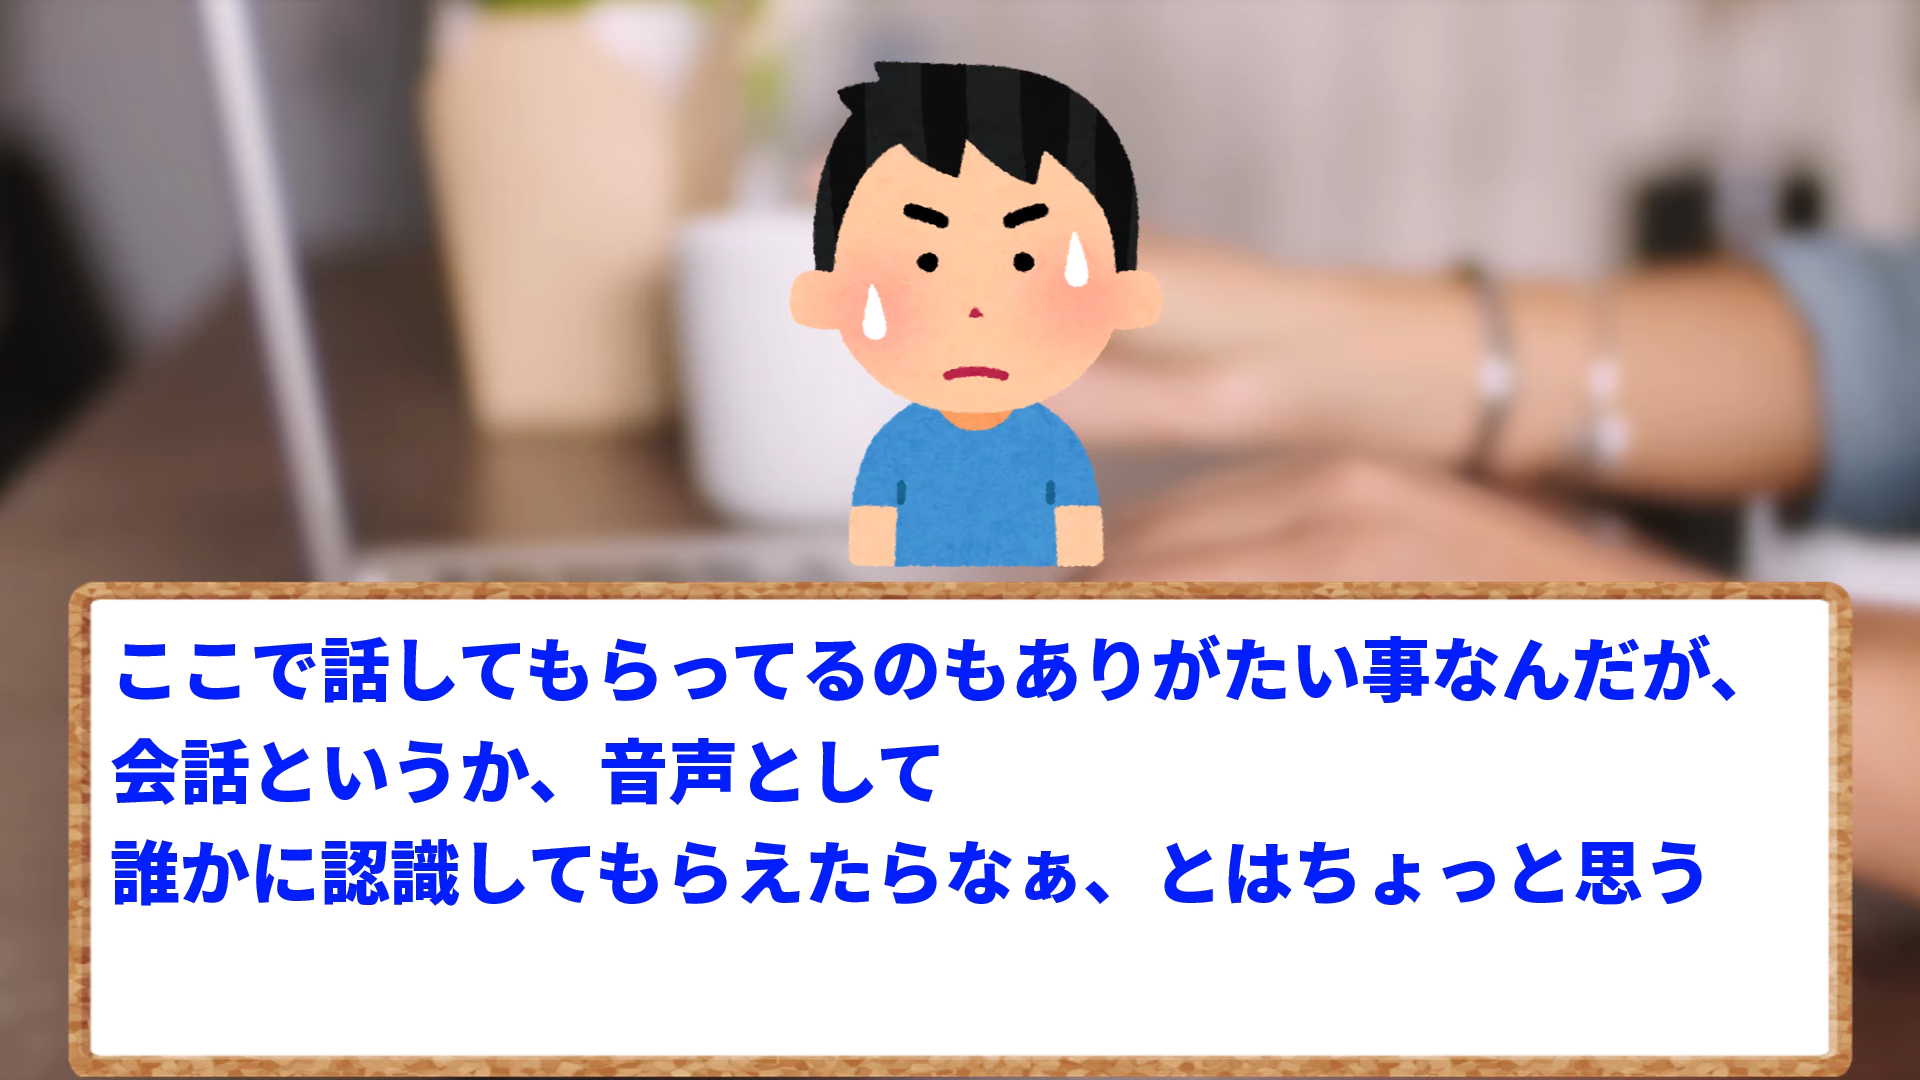 ここで話してもらってるのもありがたい事なんだが、
会話というか、音声として
誰かに認識してもらえたらなぁ、とはちょっと思う